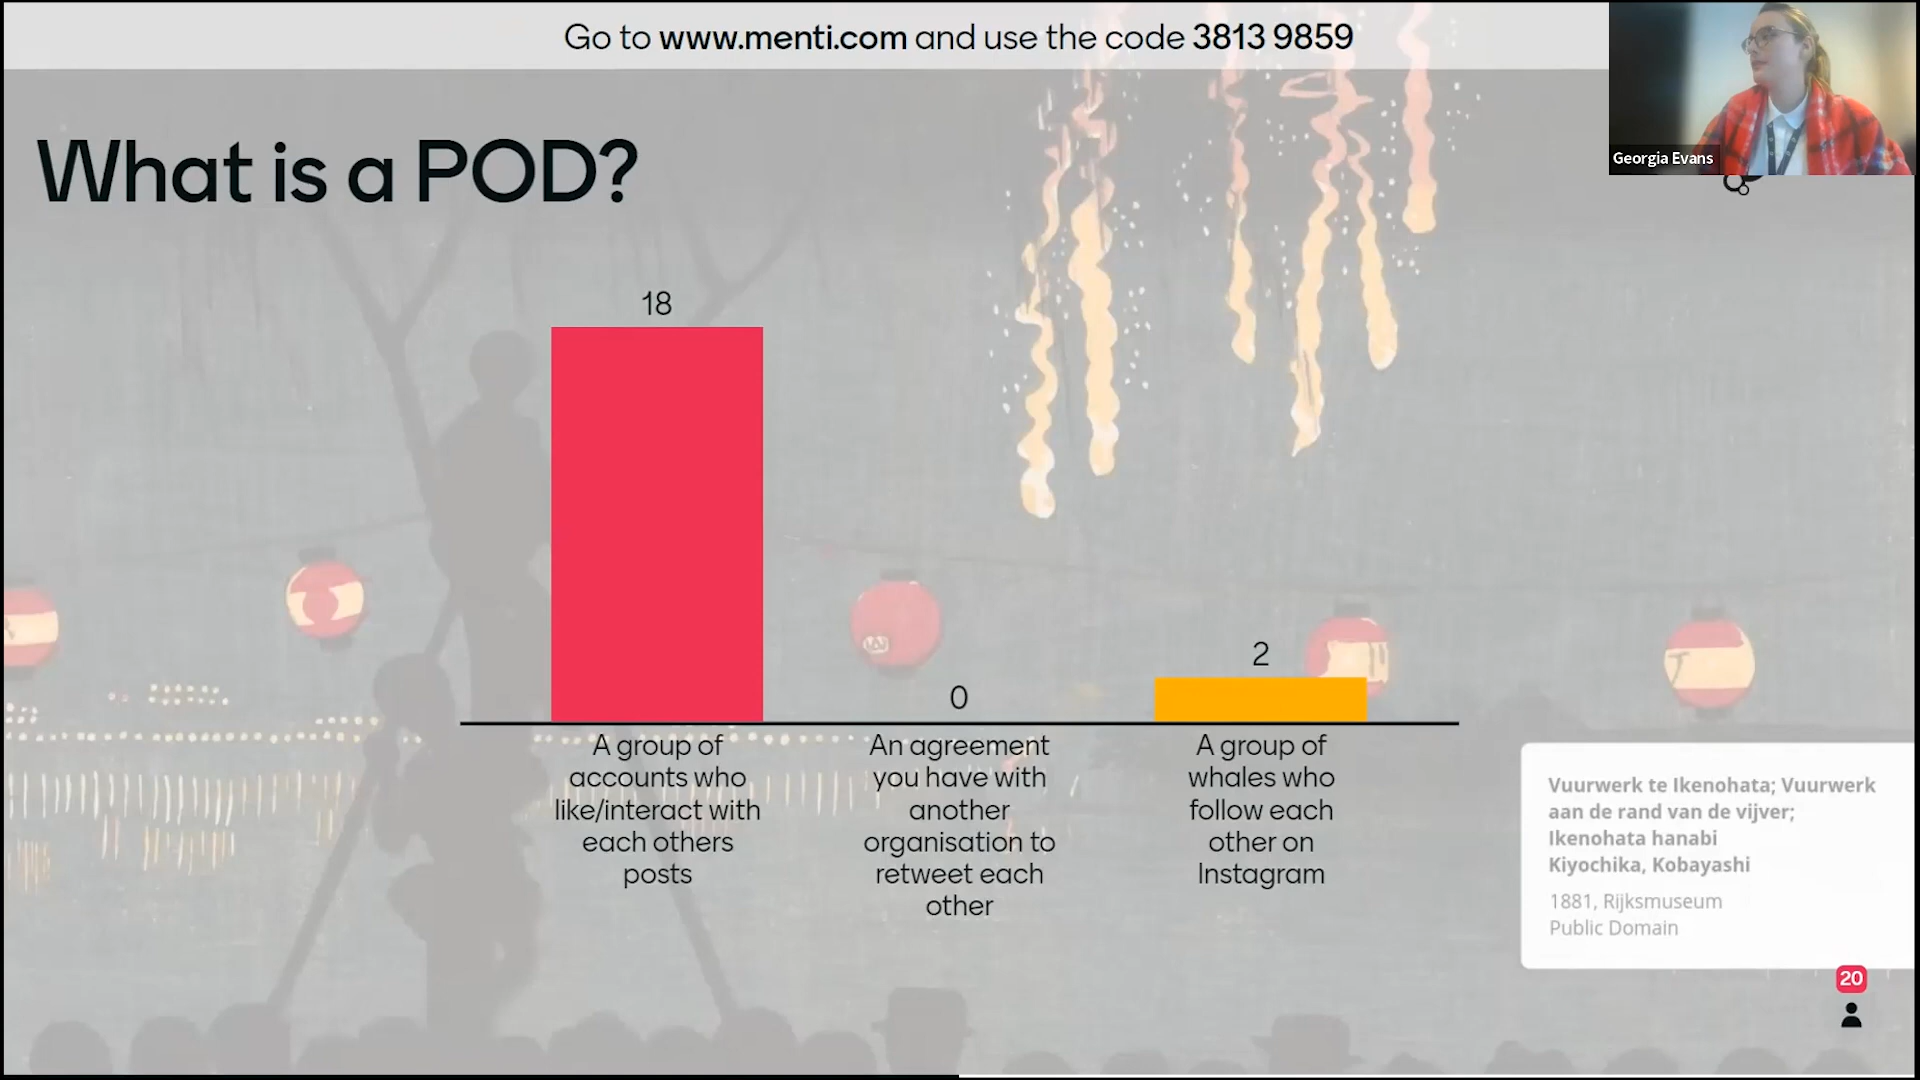 Go to www.menti.com and use the code 3813 9859
Georgia Evans
What is a POD?
18
0
2
A group of
accounts who
like/interact with
each others
posts
An agreement
you have with
another
organisation to
retweet each
other
A group of
whales who
follow each
other on
Instagram
Vuurwerk te Ikenohata; Vuurwerk
aan de rand van de vijver;
Ikenohata hanabi
Kiyochika, Kobayashi
1881, Rijksmuseum
Public Domain
20